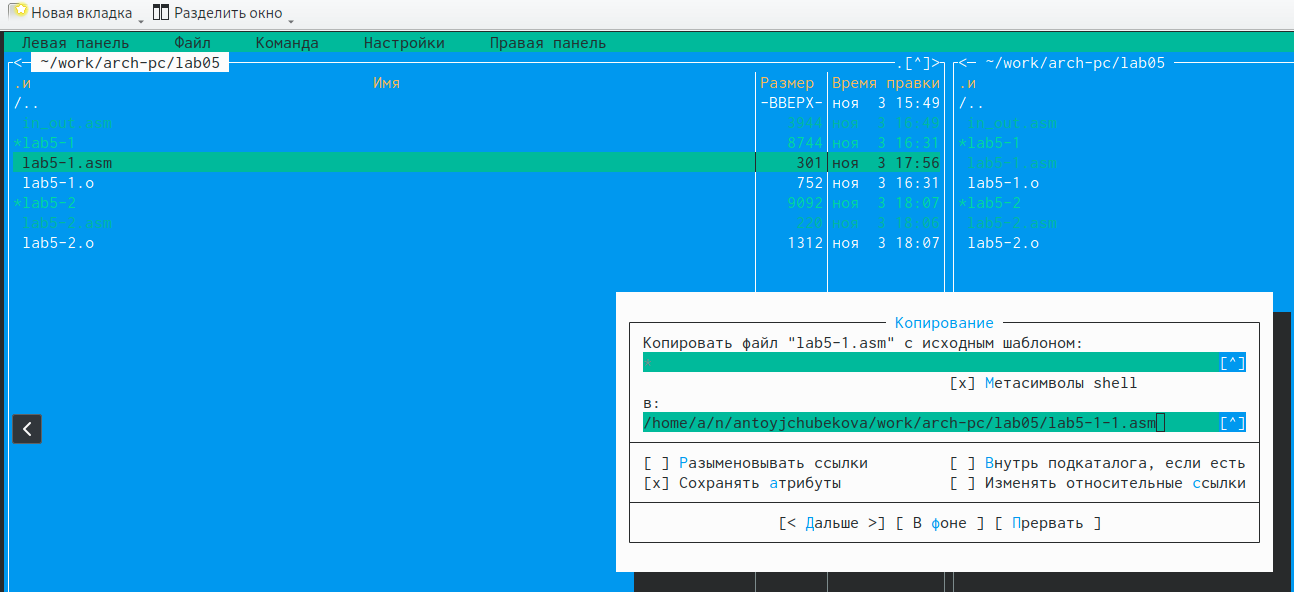 Новая вкладка Разделить окно
Левая панель Файл Команда Настройки Правая панель
<─ ~/work/arch-pc/lab05 .[^]> <─ ~/work/arch-pc/lab05
.и Имя Размер Время правки .и
/.. -ВВЕРХ- ноя 3 15:49 /..
in_out.asm 3944 ноя 3 16:49 in_out.asm
*lab5-1 8744 ноя 3 16:31 *lab5-1
lab5-1.asm 301 ноя 3 17:56 lab5-1.asm
lab5-1.o 752 ноя 3 16:31 lab5-1.o
*lab5-2 9092 ноя 3 18:07 *lab5-2
lab5-2.asm 220 ноя 3 18:06 lab5-2.asm
lab5-2.o 1312 ноя 3 18:07 lab5-2.o
Копирование
Копировать файл "lab5-1.asm" с исходным шаблоном:
* [^]
[x] Метасимволы shell
в:
/home/a/n/antoyjchubekova/work/arch-pc/lab05/lab5-1-1.asm [^]
[ ] Разыменовывать ссылки [ ] Внутрь подкаталога, если есть
[x] Сохранять атрибуты [ ] Изменять относительные ссылки
[< Дальше >] [ В фоне ] [ Прервать ]